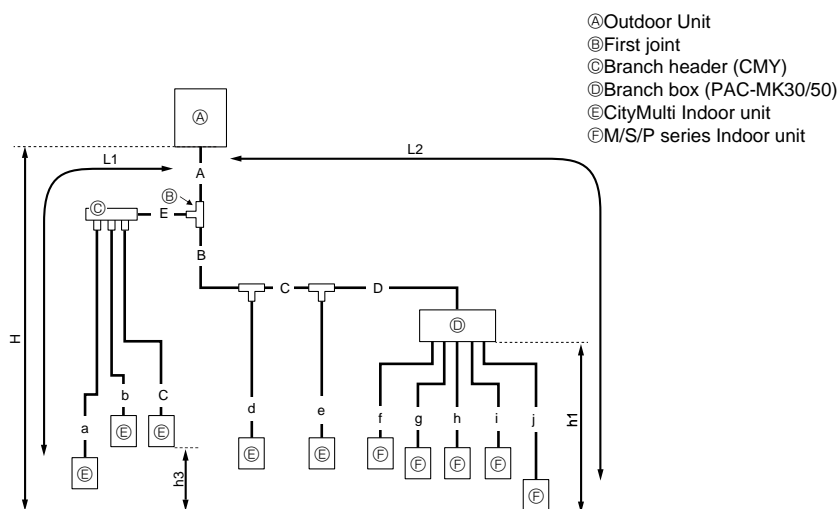 ⒶOutdoor Unit
ⒷFirst joint
ⒸBranch header (CMY)
ⒹBranch box (PAC-MK30/50)
ⒺCityMulti Indoor unit
ⒻM/S/P series Indoor unit
Ⓐ
L1
L2
A
Ⓑ
Ⓒ
E
B
C
D
Ⓓ
H
a
b
C
d
e
f
g
h
i
j
h1
h3
Ⓔ
Ⓔ
Ⓔ
Ⓔ
Ⓔ
Ⓕ
Ⓕ
Ⓕ
Ⓕ
Ⓕ